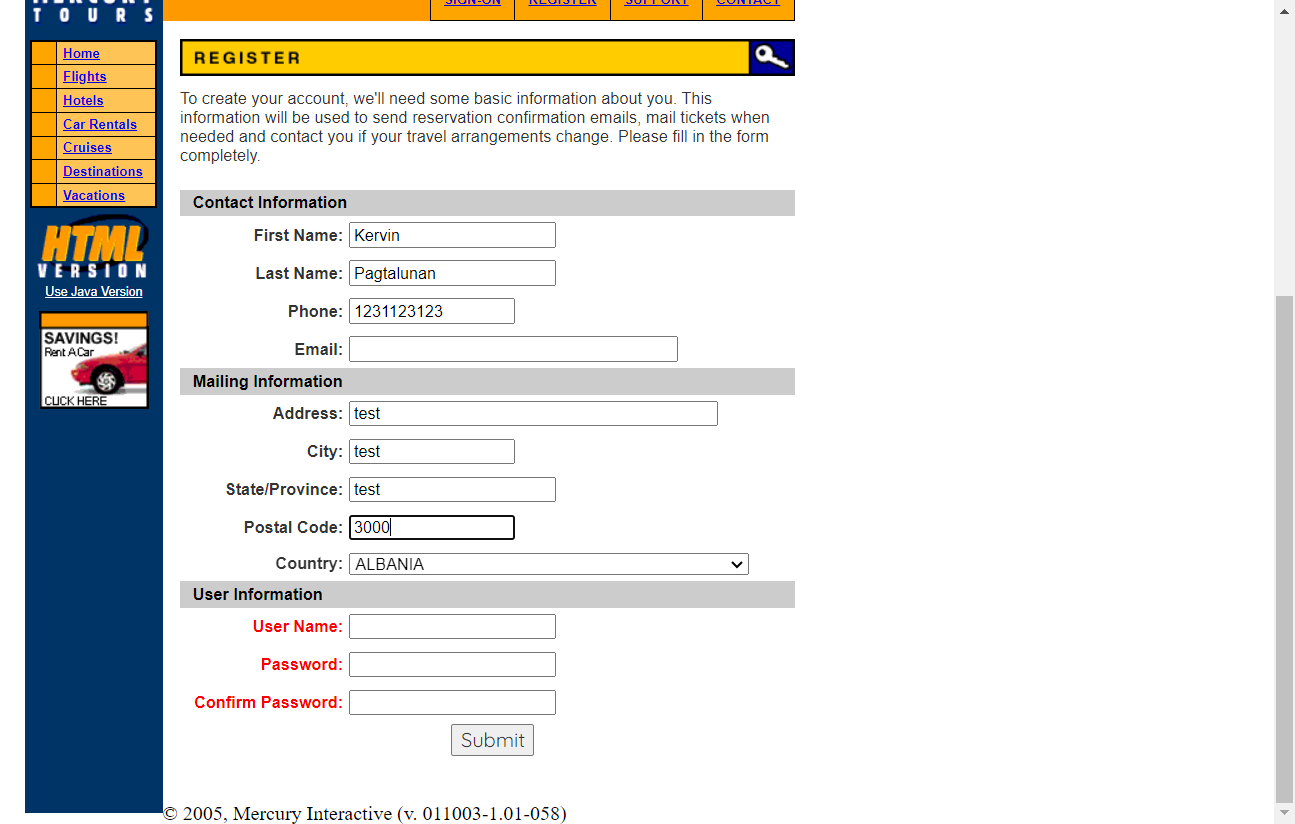 MERCURY
TOURS
SIGN-ON REGISTER SUPPORT CONTACT
Home
Flights
Hotels
Car Rentals
Cruises
Destinations
Vacations
HTML
VERSION
Use Java Version
SAVINGS!
Rent A Car
CLICK HERE
REGISTER
To create your account, we'll need some basic information about you. This
information will be used to send reservation confirmation emails, mail tickets when
needed and contact you if your travel arrangements change. Please fill in the form
completely.
Contact Information
First Name: Kervin
Last Name: Pagtalunan
Phone: 1231123123
Email:
Mailing Information
Address: test
City: test
State/Province: test
Postal Code: 3000
Country: ALBANIA
User Information
User Name:
Password:
Confirm Password:
Submit
© 2005, Mercury Interactive (v. 011003-1.01-058)